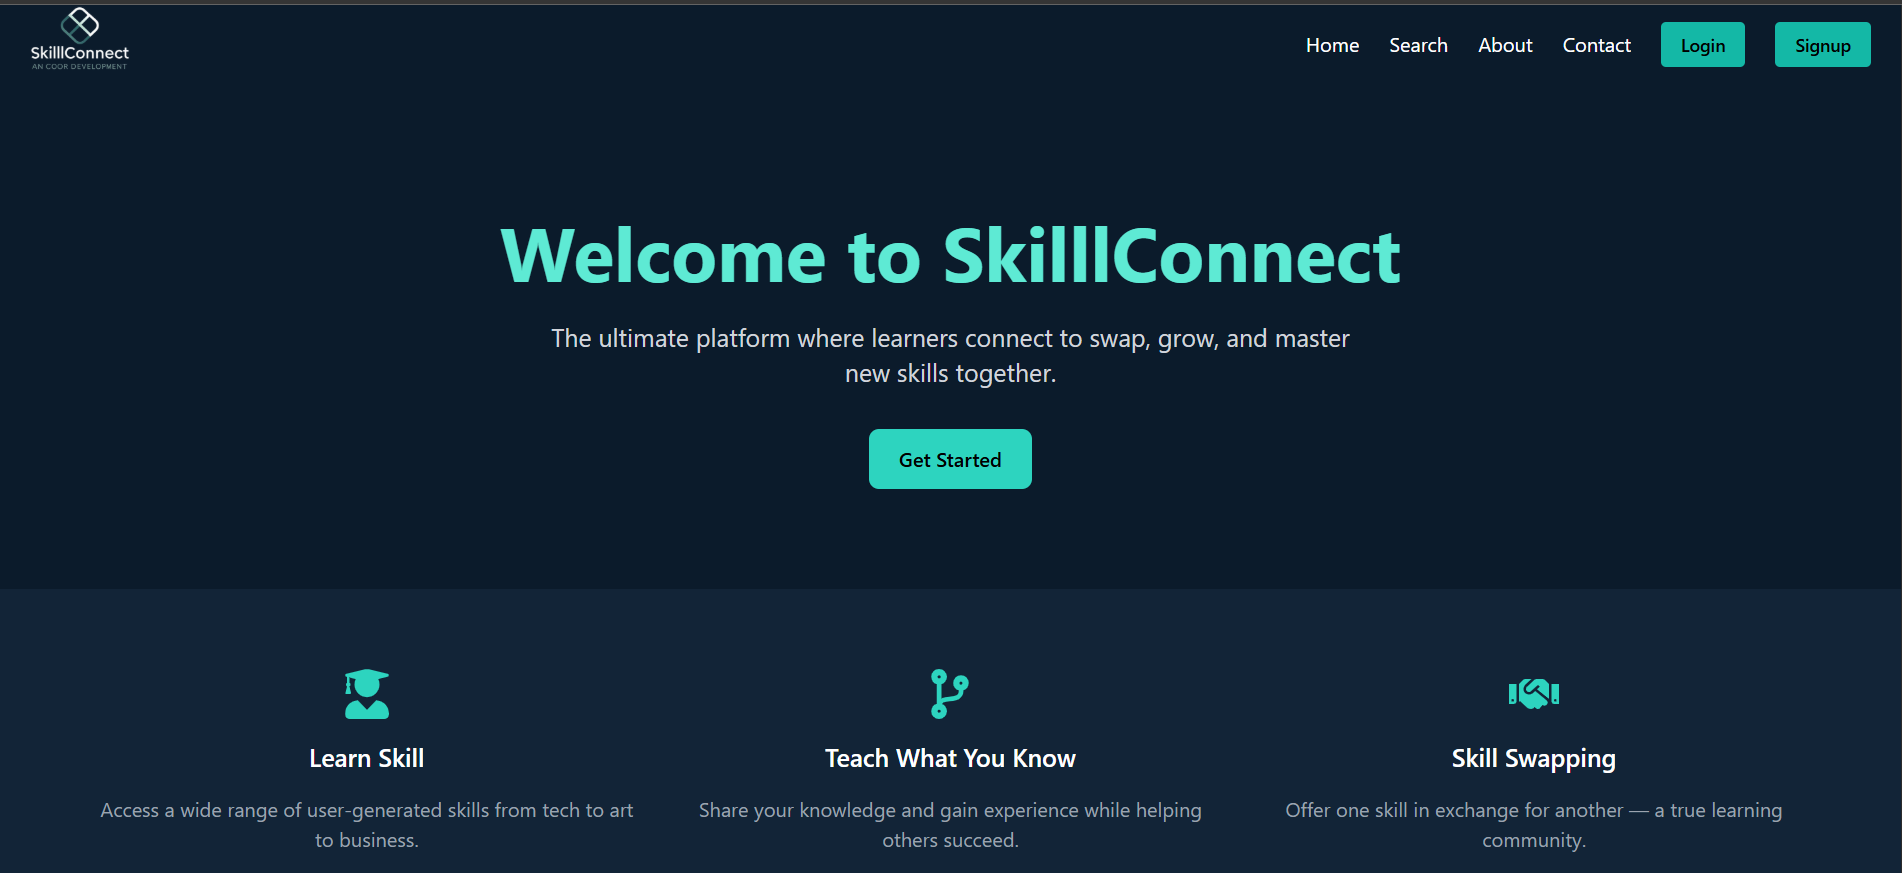 SkilllConnect
AN COOR DEVELOPMENT
Home Search About Contact Login Signup
Welcome to SkilllConnect
The ultimate platform where learners connect to swap, grow, and master
new skills together.
Get Started
Learn Skill
Access a wide range of user-generated skills from tech to art
to business.
Teach What You Know
Share your knowledge and gain experience while helping
others succeed.
Skill Swapping
Offer one skill in exchange for another — a true learning
community.